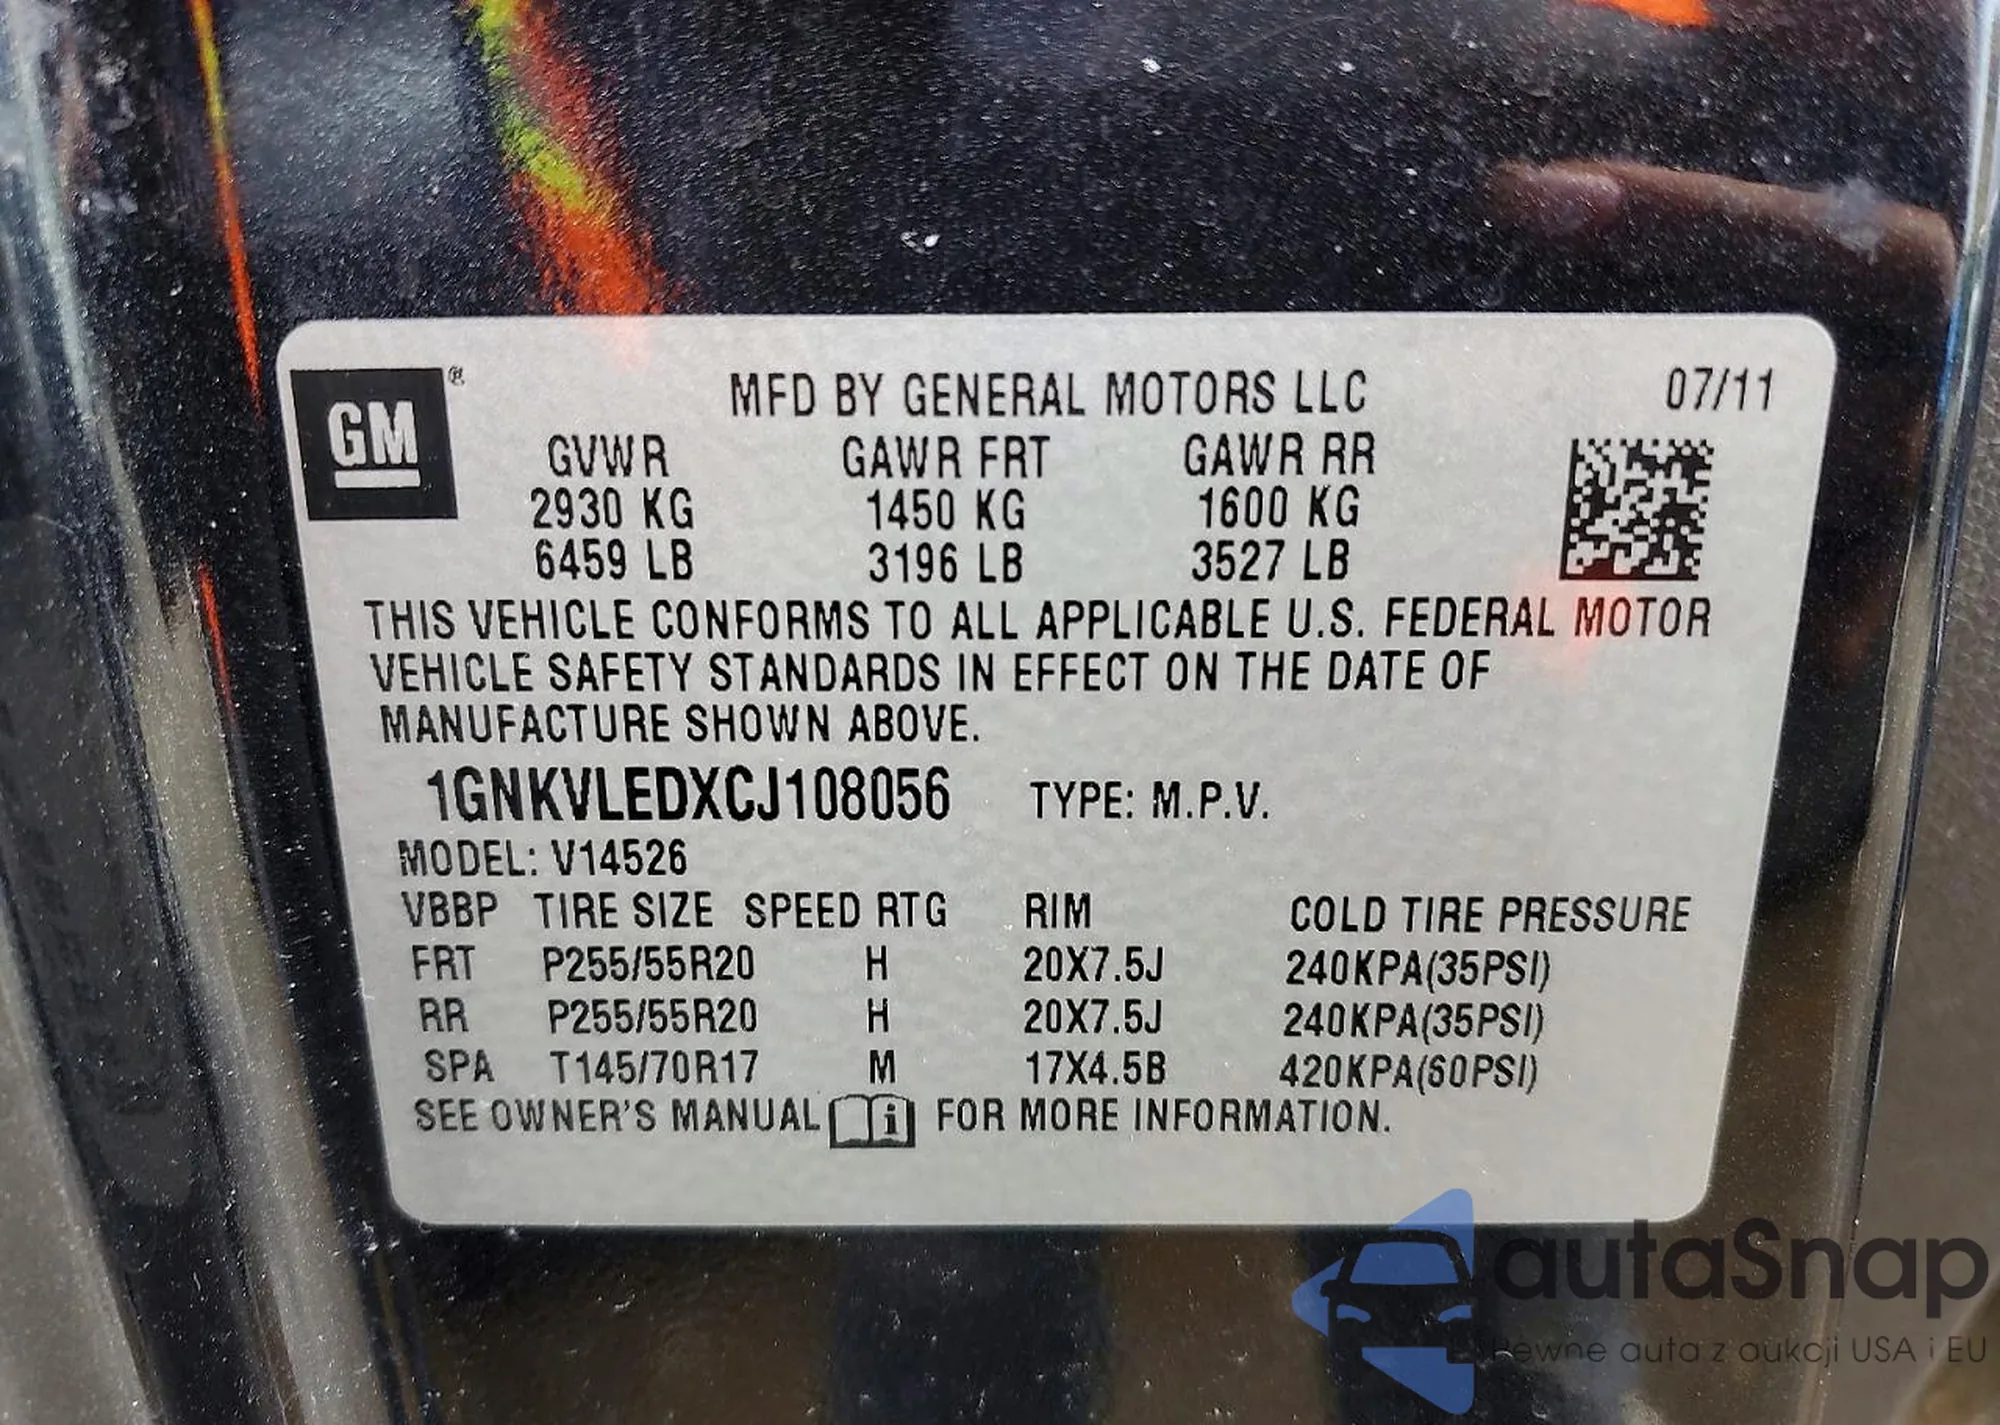 GM ®
MFD BY GENERAL MOTORS LLC 07/11
GVWR GAWR FRT GAWR RR
2930 KG 1450 KG 1600 KG
6459 LB 3196 LB 3527 LB
THIS VEHICLE CONFORMS TO ALL APPLICABLE U.S. FEDERAL MOTOR
VEHICLE SAFETY STANDARDS IN EFFECT ON THE DATE OF
MANUFACTURE SHOWN ABOVE.
1GNKVLEDXCJ108056 TYPE: M.P.V.
MODEL: V14526
VBBP TIRE SIZE SPEED RTG RIM COLD TIRE PRESSURE
FRT P255/55R20 H 20X7.5J 240KPA(35PSI)
RR P255/55R20 H 20X7.5J 240KPA(35PSI)
SPA T145/70R17 M 17X4.5B 420KPA(60PSI)
SEE OWNER'S MANUAL i FOR MORE INFORMATION.
autaSnap
Pewne auta z aukcji USA i EU